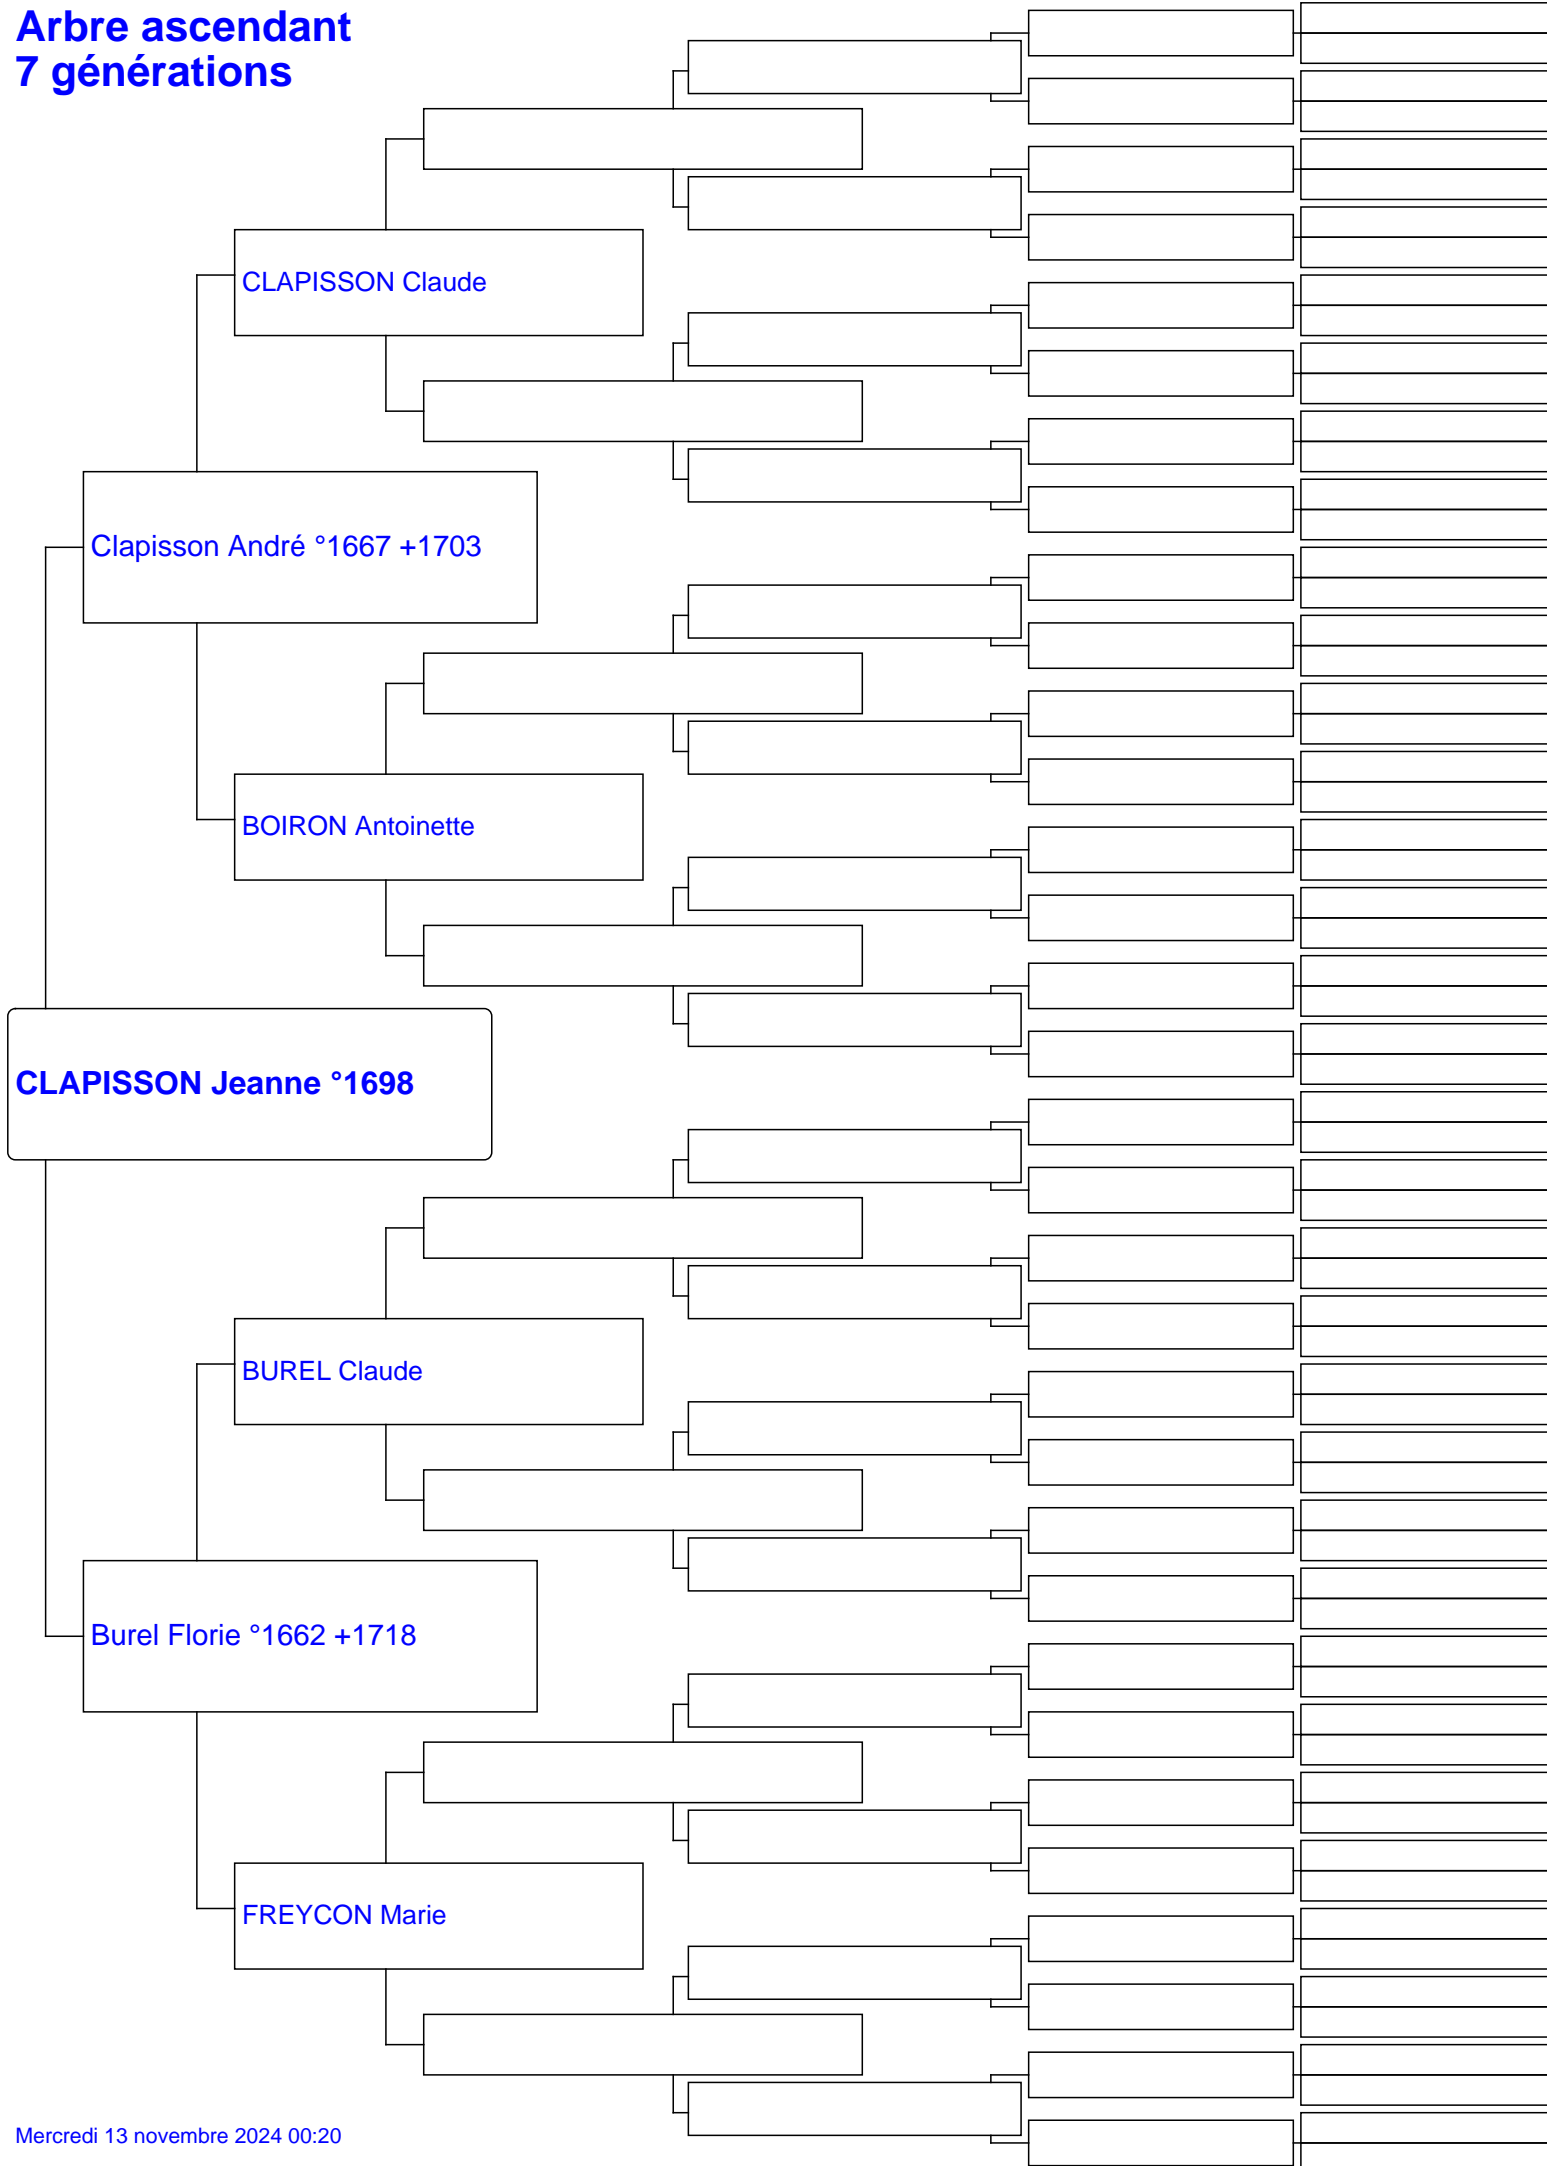 Arbre ascendant
7 générations
CLAPISSON Claude
Clapisson André °1667 +1703
BOIRON Antoinette
CLAPISSON Jeanne °1698
BUREL Claude
Burel Florie °1662 +1718
FREYCON Marie
Mercredi 13 novembre 2024 00:20